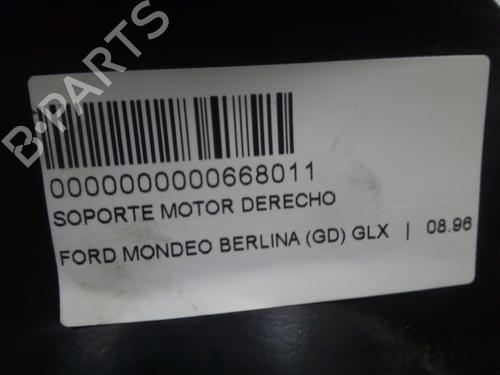 B-PARTS
0000000000668011
SOPORTE MOTOR DERECHO
FORD MONDEO BERLINA (GD) GLX | 08.96